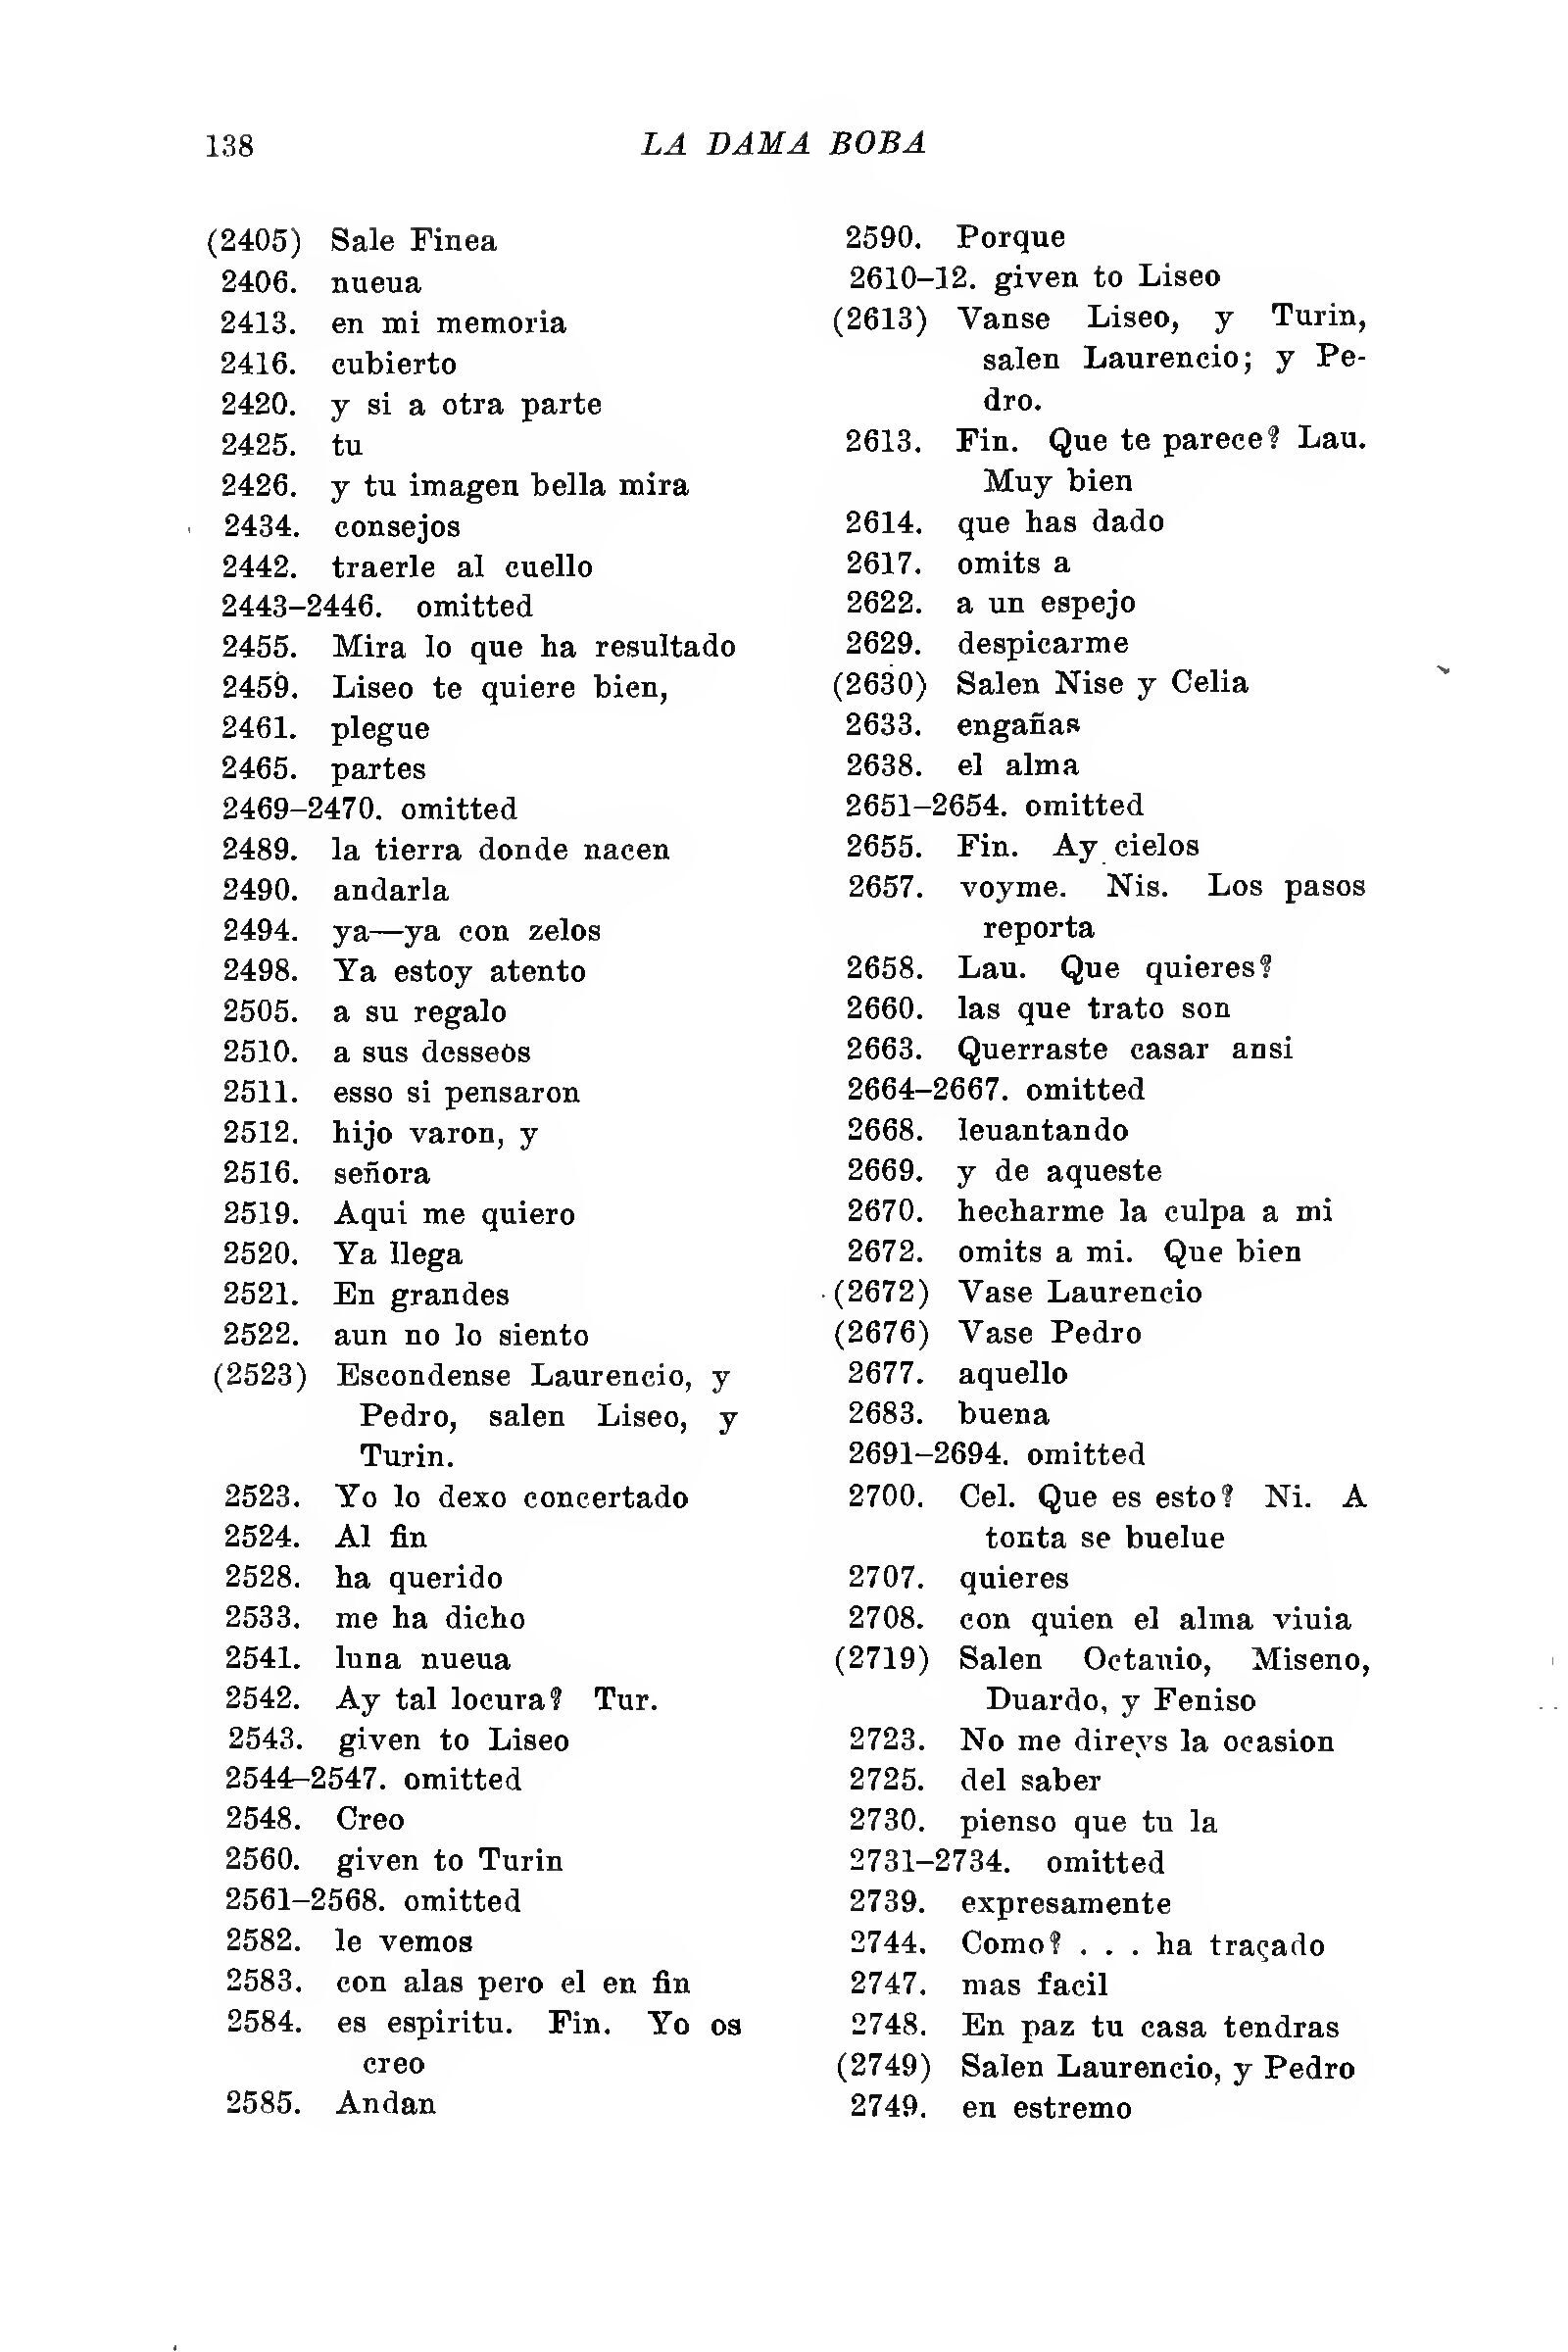 138
LA DAMA BOBA
(2405) Sale Finea
2406. nueua
2413. en mi memoria
2416. cubierto
2420. y si a otra parte
2425. tu
2426. y tu imagen bella mira
2434. consejos
2442. traerle al cuello
2443–2446. omitted
2455. Mira lo que ha resultado
2459. Liseo te quiere bien,
2461. plegue
2465. partes
2469–2470. omitted
2489. la tierra donde nacen
2490. andarla
2494. ya—ya con zelos
2498. Ya estoy atento
2505. a su regalo
2510. a sus desseos
2511. esso si pensaron
2512. hijo varon, y
2516. señora
2519. Aqui me quiero
2520. Ya llega
2521. En grandes
2522. aun no lo siento
(2523) Escondense Laurencio, y
Pedro, salen Liseo, y
Turin.
2523. Yo lo dexo concertado
2524. Al fin
2528. ha querido
2533. me ha dicho
2541. luna nueua
2542. Ay tal locura? Tur.
2543. given to Liseo
2544–2547. omitted
2548. Creo
2560. given to Turin
2561–2568. omitted
2582. le vemos
2583. con alas pero el en fin
2584. es espiritu. Fin. Yo os
creo
2585. Andan
2590. Porque
2610–12. given to Liseo
(2613) Vanse Liseo, y Turin,
salen Laurencio; y Pe-
dro.
2613. Fin. Que te parece? Lau.
Muy bien
2614. que has dado
2617. omits a
2622. a un espejo
2629. despicarme
(2630) Salen Nise y Celia
2633. engañas
2638. el alma
2651–2654. omitted
2655. Fin. Ay cielos
2657. voyme. Nis. Los pasos
reporta
2658. Lau. Que quieres?
2660. las que trato son
2663. Querraste casar ansi
2664–2667. omitted
2668. leuantando
2669. y de aqueste
2670. hecharme la culpa a mi
2672. omits a mi. Que bien
(2672) Vase Laurencio
(2676) Vase Pedro
2677. aquello
2683. buena
2691–2694. omitted
2700. Cel. Que es esto? Ni. A
tonta se buelue
2707. quieres
2708. con quien el alma viuia
(2719) Salen Octauio, Miseno,
Duardo, y Feniso
2723. No me direys la ocasion
2725. del saber
2730. pienso que tu la
2731–2734. omitted
2739. expresamente
2744. Como? . . . ha traçado
2747. mas facil
2748. En paz tu casa tendras
(2749) Salen Laurencio, y Pedro
2749. en estremo